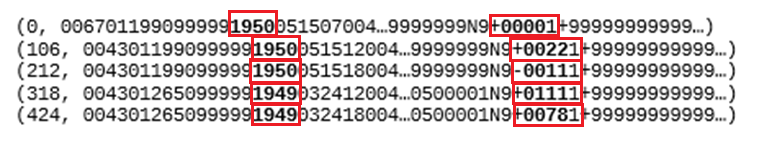 (0, 0067011990999991950051507004…9999999N9+00001+99999999999…)
(106, 0043011990999991950051512004…9999999N9+00221+99999999999…)
(212, 0043011990999991950051518004…9999999N9-00111+99999999999…)
(318, 0043012650999991949032412004…0500001N9+01111+99999999999…)
(424, 0043012650999991949032418004…0500001N9+00781+99999999999…)